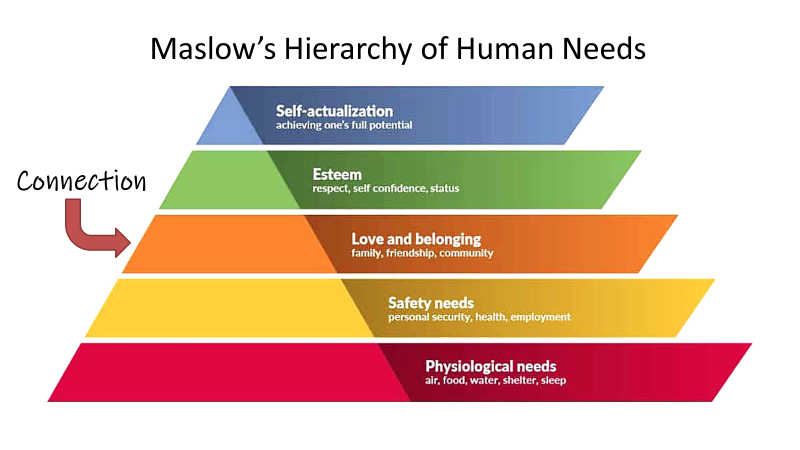 Maslow's Hierarchy of Human Needs
Self-actualization
achieving one's full potential
Connection
Esteem
respect, self confidence, status
Love and belonging
family, friendship, community
Safety needs
personal security, health, employment
Physiological needs
air, food, water, shelter, sleep